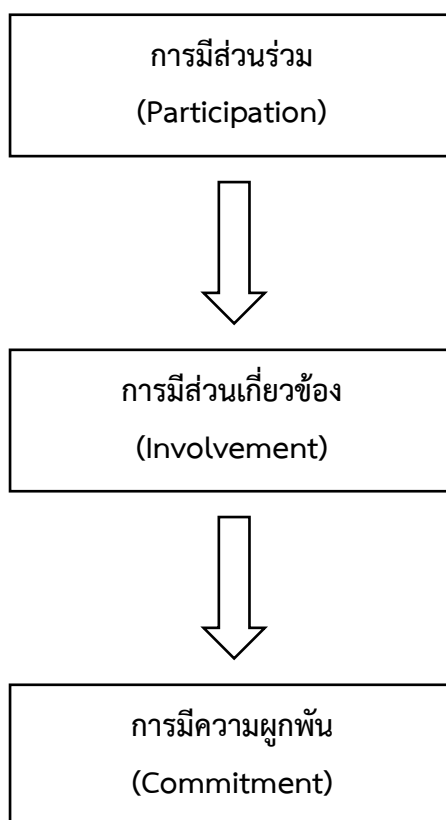 การมีส่วนร่วม
(Participation)
การมีส่วนเกี่ยวข้อง
(Involvement)
การมีความผูกพัน
(Commitment)